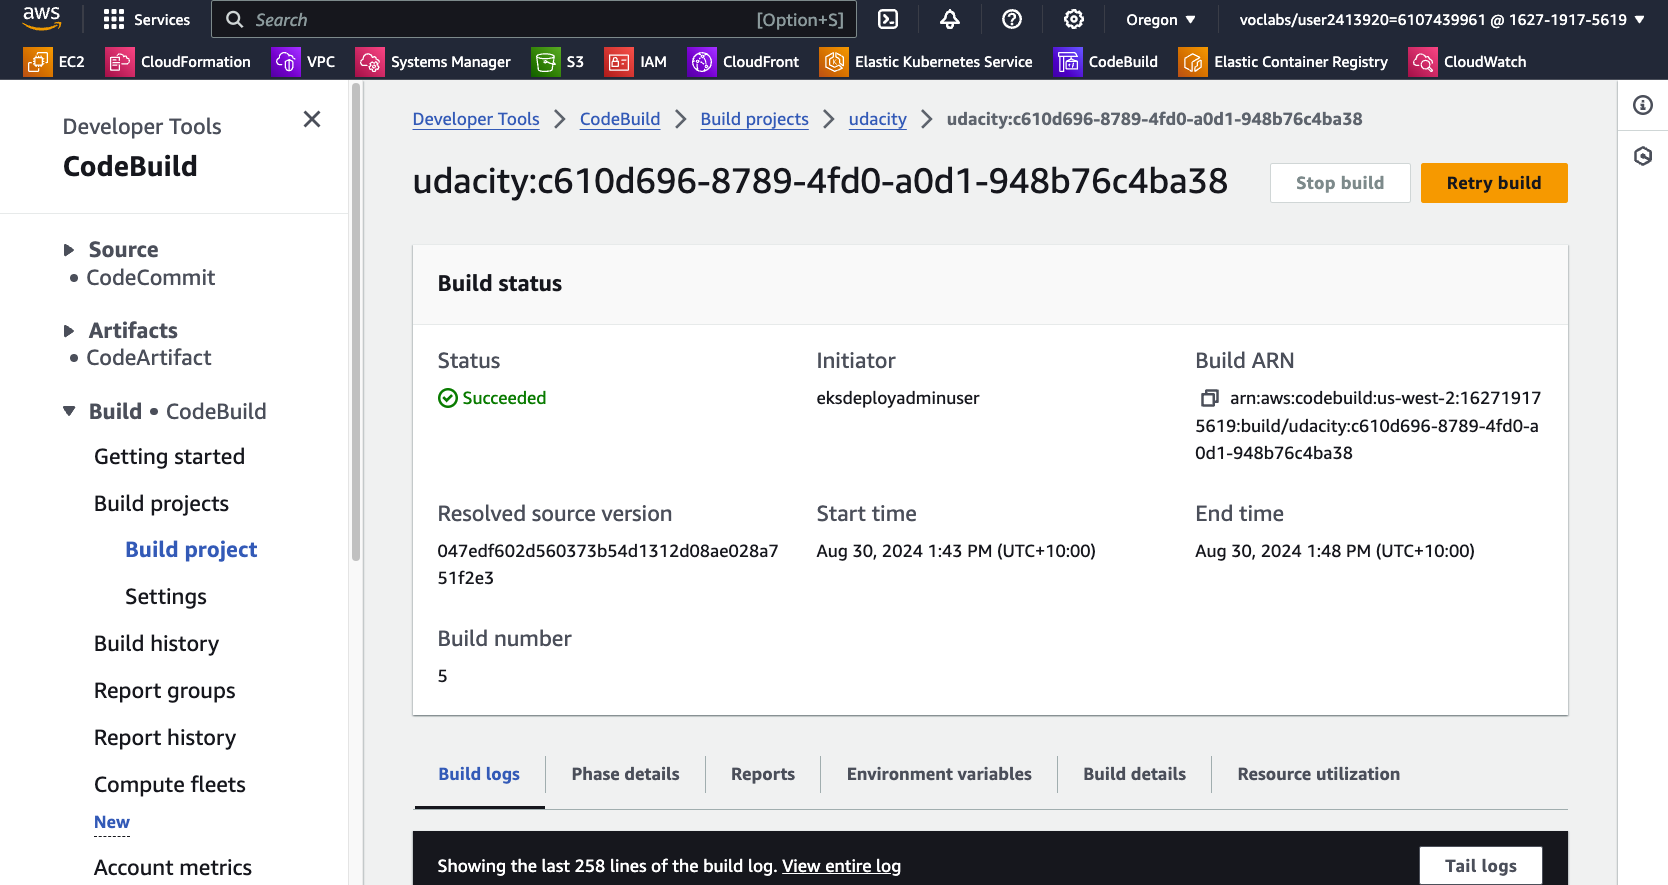 aws
Services
Search
[Option+S]
Oregon ▼
voclabs/user2413920=6107439961 @ 1627-1917-5619 ▼
EC2
CloudFormation
VPC
Systems Manager
S3
IAM
CloudFront
Elastic Kubernetes Service
CodeBuild
Elastic Container Registry
CloudWatch
Developer Tools
CodeBuild
Source
• CodeCommit
Artifacts
• CodeArtifact
Build • CodeBuild
Getting started
Build projects
Build project
Settings
Build history
Report groups
Report history
Compute fleets
New
Account metrics
Developer Tools > CodeBuild > Build projects > udacity > udacity:c610d696-8789-4fd0-a0d1-948b76c4ba38
udacity:c610d696-8789-4fd0-a0d1-948b76c4ba38
Stop build
Retry build
Build status
Status
Succeeded
Initiator
eksdeployadminuser
Build ARN
arn:aws:codebuild:us-west-2:16271917
5619:build/udacity:c610d696-8789-4fd0-a
0d1-948b76c4ba38
Resolved source version
047edf602d560373b54d1312d08ae028a7
51f2e3
Start time
Aug 30, 2024 1:43 PM (UTC+10:00)
End time
Aug 30, 2024 1:48 PM (UTC+10:00)
Build number
5
Build logs
Phase details
Reports
Environment variables
Build details
Resource utilization
Showing the last 258 lines of the build log. View entire log
Tail logs